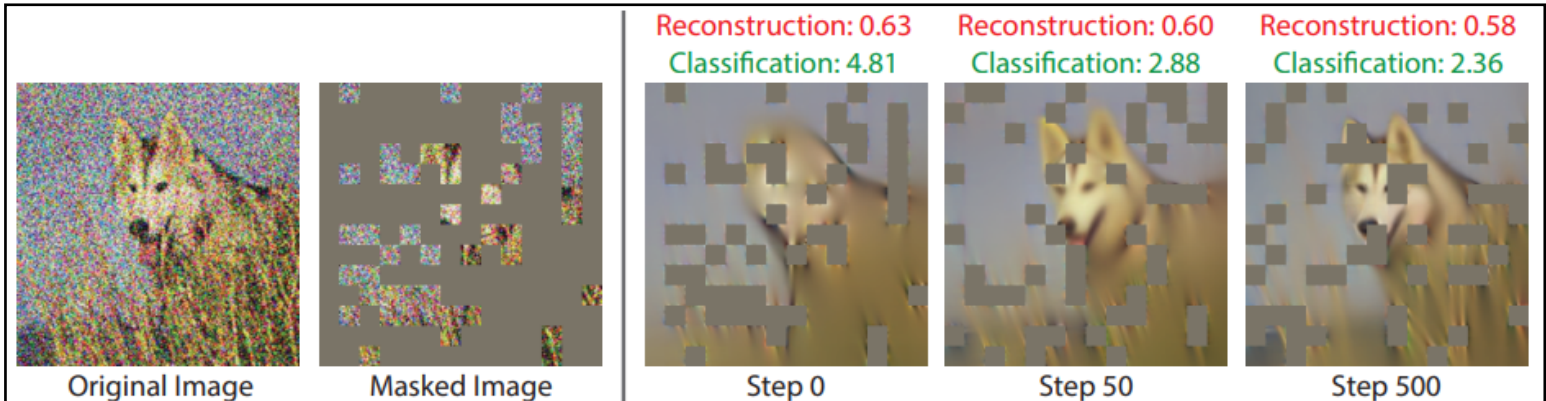 Reconstruction: 0.63
Classification: 4.81
Reconstruction: 0.60
Classification: 2.88
Reconstruction: 0.58
Classification: 2.36
Original Image
Masked Image
Step 0
Step 50
Step 500